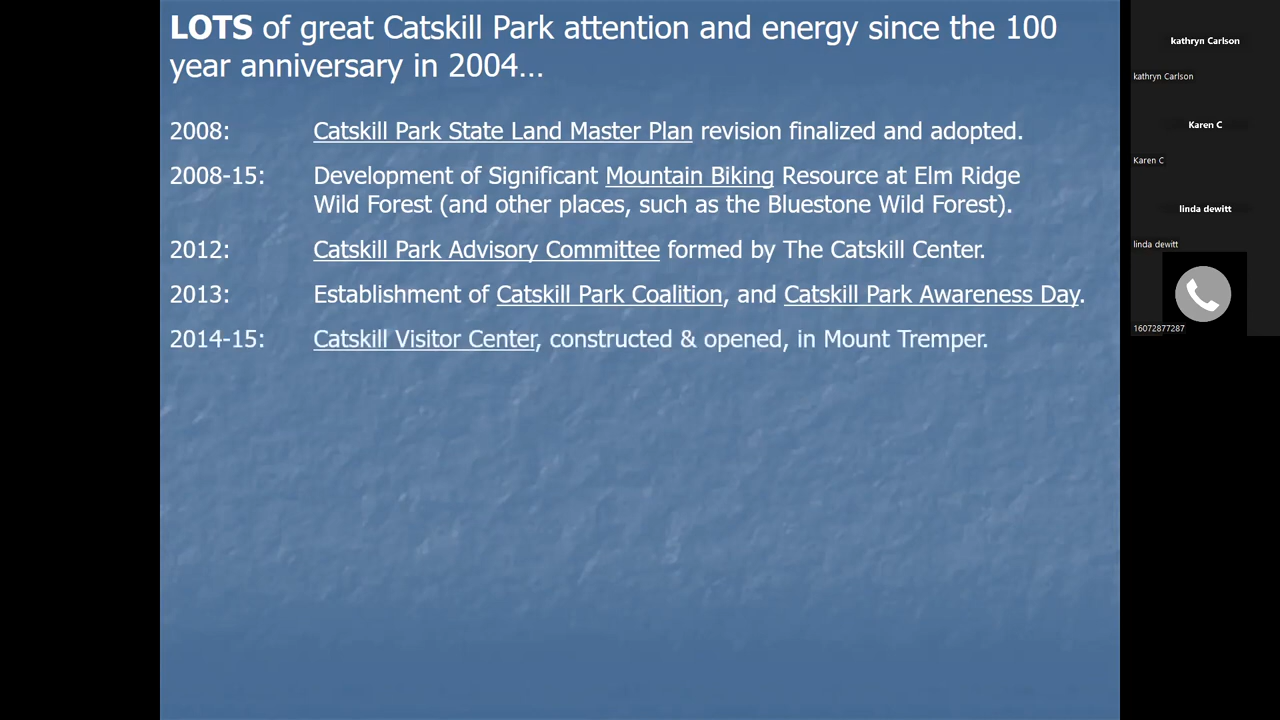 LOTS of great Catskill Park attention and energy since the 100
year anniversary in 2004…
2008: Catskill Park State Land Master Plan revision finalized and adopted.
2008-15: Development of Significant Mountain Biking Resource at Elm Ridge
Wild Forest (and other places, such as the Bluestone Wild Forest).
2012: Catskill Park Advisory Committee formed by The Catskill Center.
2013: Establishment of Catskill Park Coalition, and Catskill Park Awareness Day.
2014-15: Catskill Visitor Center, constructed & opened, in Mount Tremper.
kathryn Carlson
kathryn Carlson
Karen C
Karen C
linda dewitt
linda dewitt
16072877287